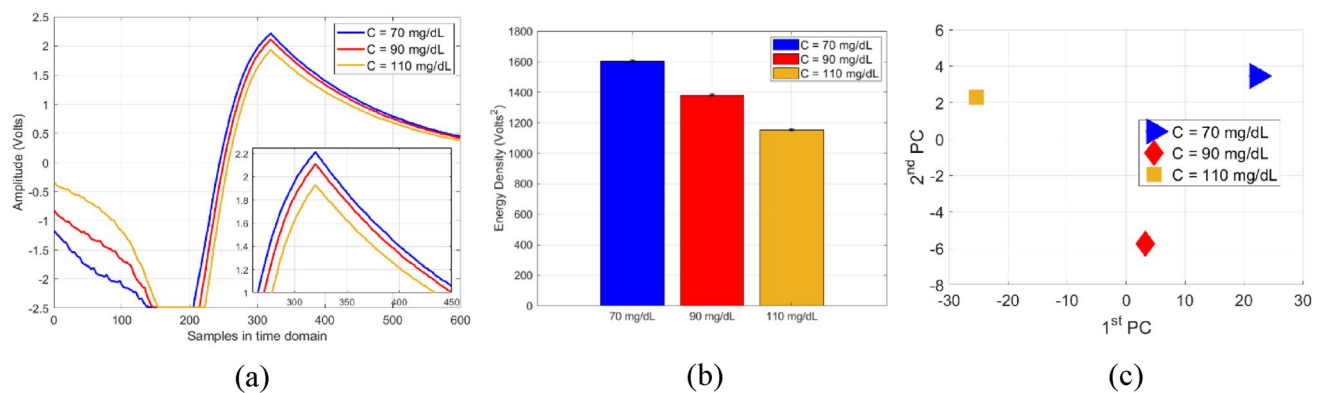 2.5
2
1.5
1
0.5
0
-0.5
-1
-1.5
-2
-2.5
Amplitude (Volts)
C = 70 mg/dL
C = 90 mg/dL
C = 110 mg/dL
2.2
2
1.8
1.6
1.4
1.2
1
300 350 400 450
0 100 200 300 400 500 600
Samples in time domain
(a)
1800
1600
1400
1200
1000
800
600
400
200
0
Energy Density (Volts²)
C = 70 mg/dL
C = 90 mg/dL
C = 110 mg/dL
70 mg/dL 90 mg/dL 110 mg/dL
(b)
6
4
2
0
-2
-4
-6
-8
2nd PC
C = 70 mg/dL
C = 90 mg/dL
C = 110 mg/dL
-30 -20 -10 0 10 20 30
1st PC
(c)